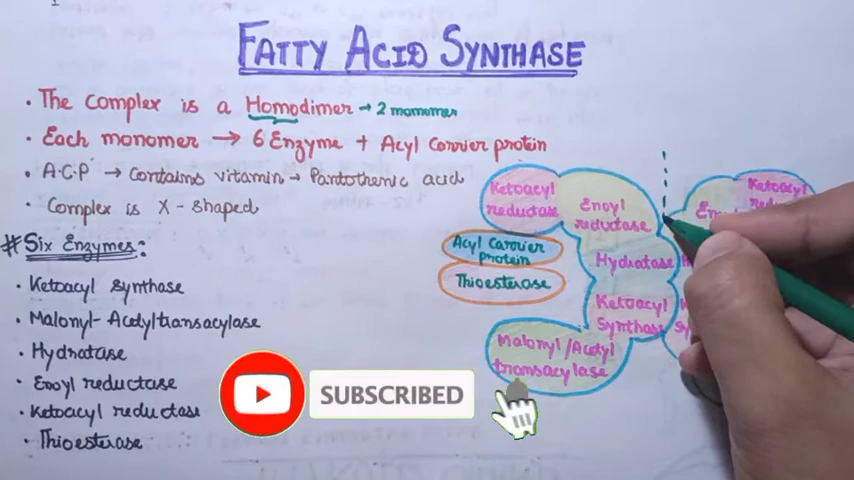 FATTY ACID SYNTHASE
• The Complex is a Homodimer → 2 monomer
• Each monomer → 6 Enzyme + Acyl Carrier protein
• A.C.P → Contains vitamin → Pantothenic acid
• Complex is X-shaped
# Six Enzymes:
• Ketoacyl synthase
• Malonyl-Acetyltransacylase
• Hydratase
• Enoyl reductase
• Ketoacyl reductase
• Thioesterase
Ketoacyl
reductase
Enoyl
reductase
Acyl Carrier
protein
Thioesterase
Hydratase
Ketoacyl
Synthase
Malonyl/Acetyl
transacylase
Ketoacyl
SUBSCRIBED